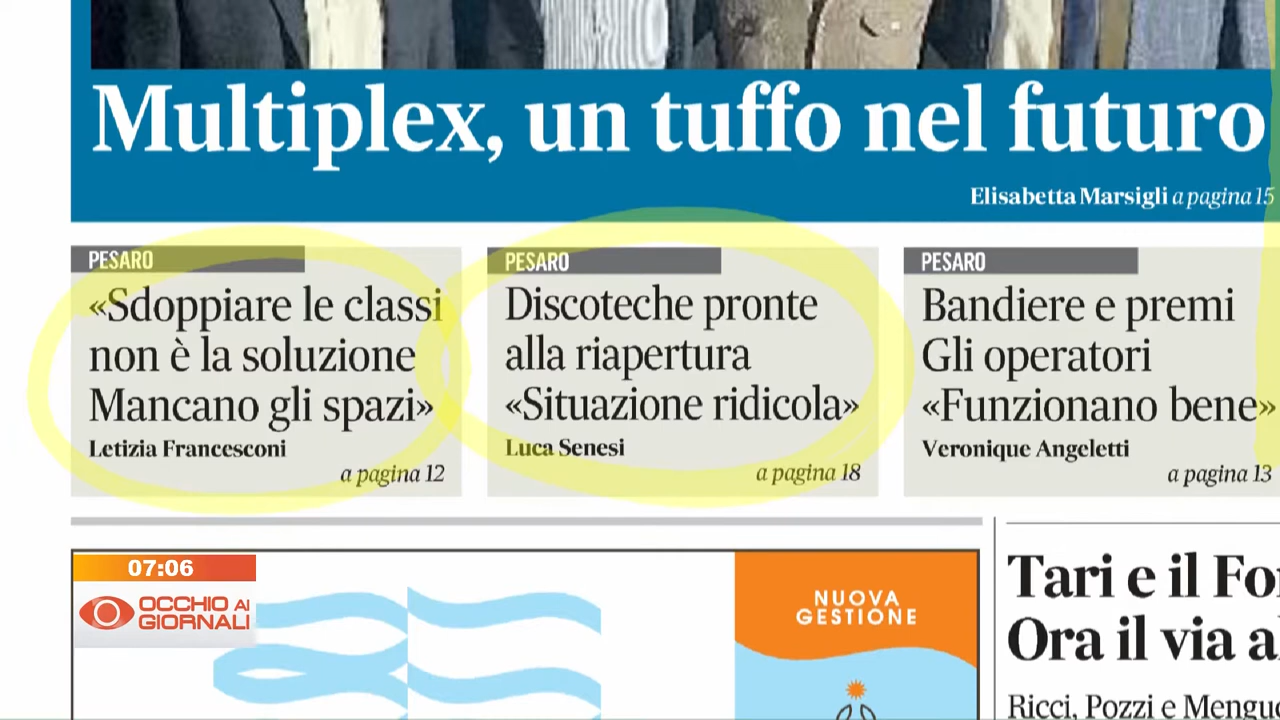 Multiplex, un tuffo nel futuro
Elisabetta Marsigli a pagina 15
PESARO
«Sdoppiare le classi
non è la soluzione
Mancano gli spazi»
Letizia Francesconi
a pagina 12
PESARO
Discoteche pronte
alla riapertura
«Situazione ridicola»
Luca Senesi
a pagina 18
PESARO
Bandiere e premi
Gli operatori
«Funzionano bene»
Veronique Angeletti
a pagina 13
07:06
OCCHIO AI
GIORNALI
NUOVA
GESTIONE
Tari e il
Ora il via
Ricci, Pozzi e